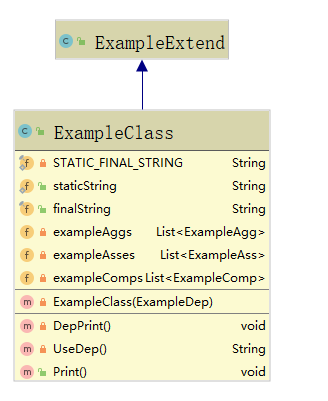 ExampleExtend
ExampleClass
STATIC_FINAL_STRING String
staticString String
finalString String
exampleAggs List<ExampleAgg>
exampleAsses List<ExampleAss>
exampleComps List<ExampleComp>
ExampleClass(ExampleDep)
DepPrint() void
UseDep() String
Print() void